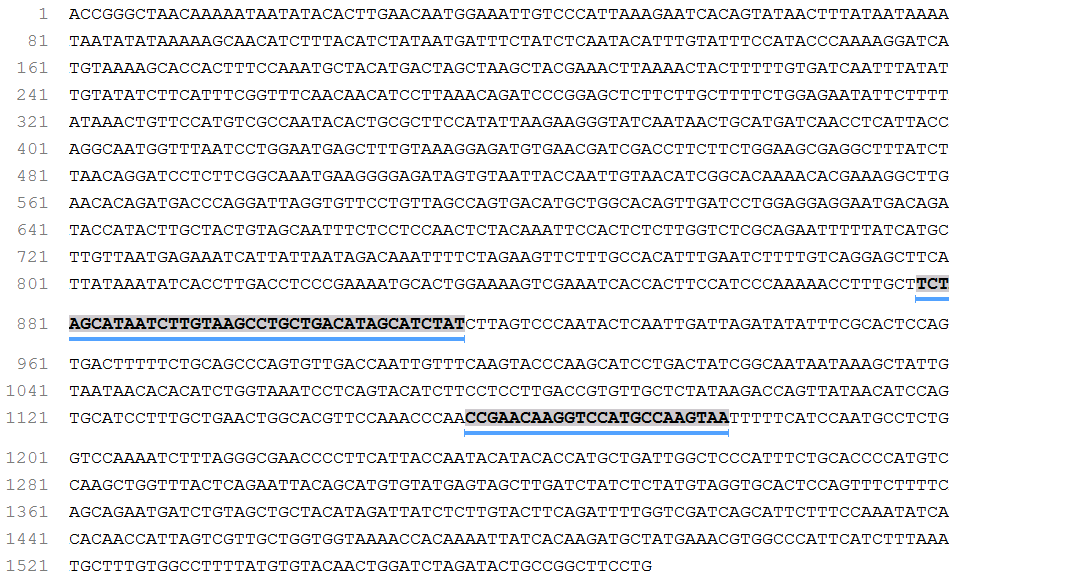 1 ACCGGGCTAACAAAAATAATATACACTTGAACAATGGAAATTGTCCCATTAAAGAATCACAGTATAACTTTATAATAAAA
81 TAATATATAAAAAGCAACATCTTTACATCTATAATGATTTCTATCTCAATACATTTGTATTTCCATACCCAAAAGGATCA
161 TGTAAAAGCACCACTTTCCAAATGCTACATGACTAGCTAAGCTACGAAACTTAAAACTACTTTTTGTGATCAATTTATAT
241 TGTATATCTTCATTTCGGTTTCAACAACATCCTTAAACAGATCCCGGAGCTCTTCTTGCTTTTCTGGAGAATATTCTTTT
321 ATAAACTGTTCCATGTCGCCAATACACTGCGCTTCCATATTAAGAAGGGTATCAATAACTGCATGATCAACCTCATTACC
401 AGGCAATGGTTTAATCCTGGAATGAGCTTTGTAAAGGAGATGTGAACGATCGACCTTCTTCTGGAAGCGAGGCTTTATCT
481 TAACAGGATCCTCTTCGGCAAATGAAGGGGAGATAGTGTAATTACCAATTGTAACATCGGCACAAAACACGAAAGGCTTG
561 AACACAGATGACCCAGGATTAGGTGTTCCTGTTAGCCAGTGACATGCTGGCACAGTTGATCCTGGAGGAGGAATGACAGA
641 TACCATACTTGCTACTGTAGCAATTTCTCCTCCAACTCTACAAATTCCACTCTCTTGGTCTCGCAGAATTTTTATCATGC
721 TTGTTAATGAGAAATCATTATTAATAGACAAATTTTCTAGAAGTTCTTTGCCACATTTGAATCTTTTGTCAGGAGCTTCA
801 TTATAAATATCACCTTGACCTCCCGAAAATGCACTGGAAAAGTCGAAATCACCACTTCCATCCCAAAAACCTTTGCTTCT
881 AGCATAATCTTGTAAGCCTGCTGACATAGCATCTATCTTAGTCCCAATACTCAATTGATTAGATATATTTCGCACTCCAG
961 TGACTTTTTCTGCAGCCCAGTGTTGACCAATTGTTTCAAGTACCCAAGCATCCTGACTATCGGCAATAATAAAGCTATTG
1041 TAATAACACACATCTGGTAAATCCTCAGTACATCTTCCTCCTTGACCGTGTTGCTCTATAAGACCAGTTATAACATCCAG
1121 TGCATCCTTTGCTGAACTGGCACGTTCCAAACCCAACCGAACAAGGTCCATGCCAAGTAATTTTTCATCCAATGCCTCTG
1201 GTCCAAAATCTTTAGGGCGAACCCCTTCATTACCAATACATACACCATGCTGATTGGCTCCCATTTCTGCACCCCATGTC
1281 CAAGCTGGTTTACTCAGAATTACAGCATGTGTATGAGTAGCTTGATCTATCTCTATGTAGGTGCACTCCAGTTTCTTTTC
1361 AGCAGAATGATCTGTAGCTGCTACATAGATTATCTCTTGTACTTCAGATTTTGGTCGATCAGCATTCTTTCCAAATATCA
1441 CACAACCATTAGTCGTTGCTGGTGGTAAAACCACAAAATTATCACAAGATGCTATGAAACGTGGCCCATTCATCTTTAAA
1521 TGCTTTGTGGCCTTTTATGTGTACAACTGGATCTAGATACTGCCGGCTTCCTG